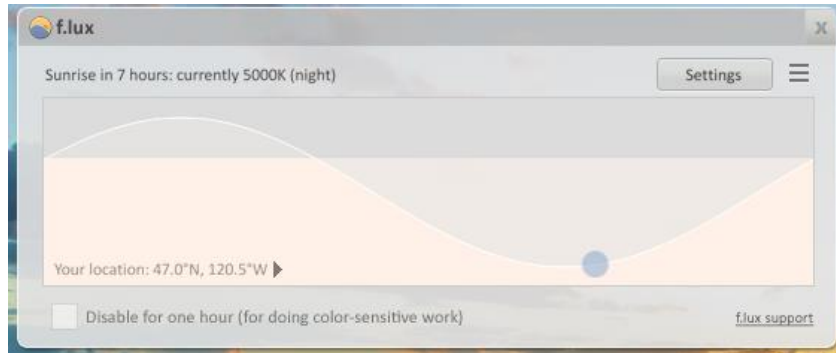 f.lux
x
Sunrise in 7 hours: currently 5000K (night)
Settings
Your location: 47.0°N, 120.5°W
Disable for one hour (for doing color-sensitive work)
f.lux support